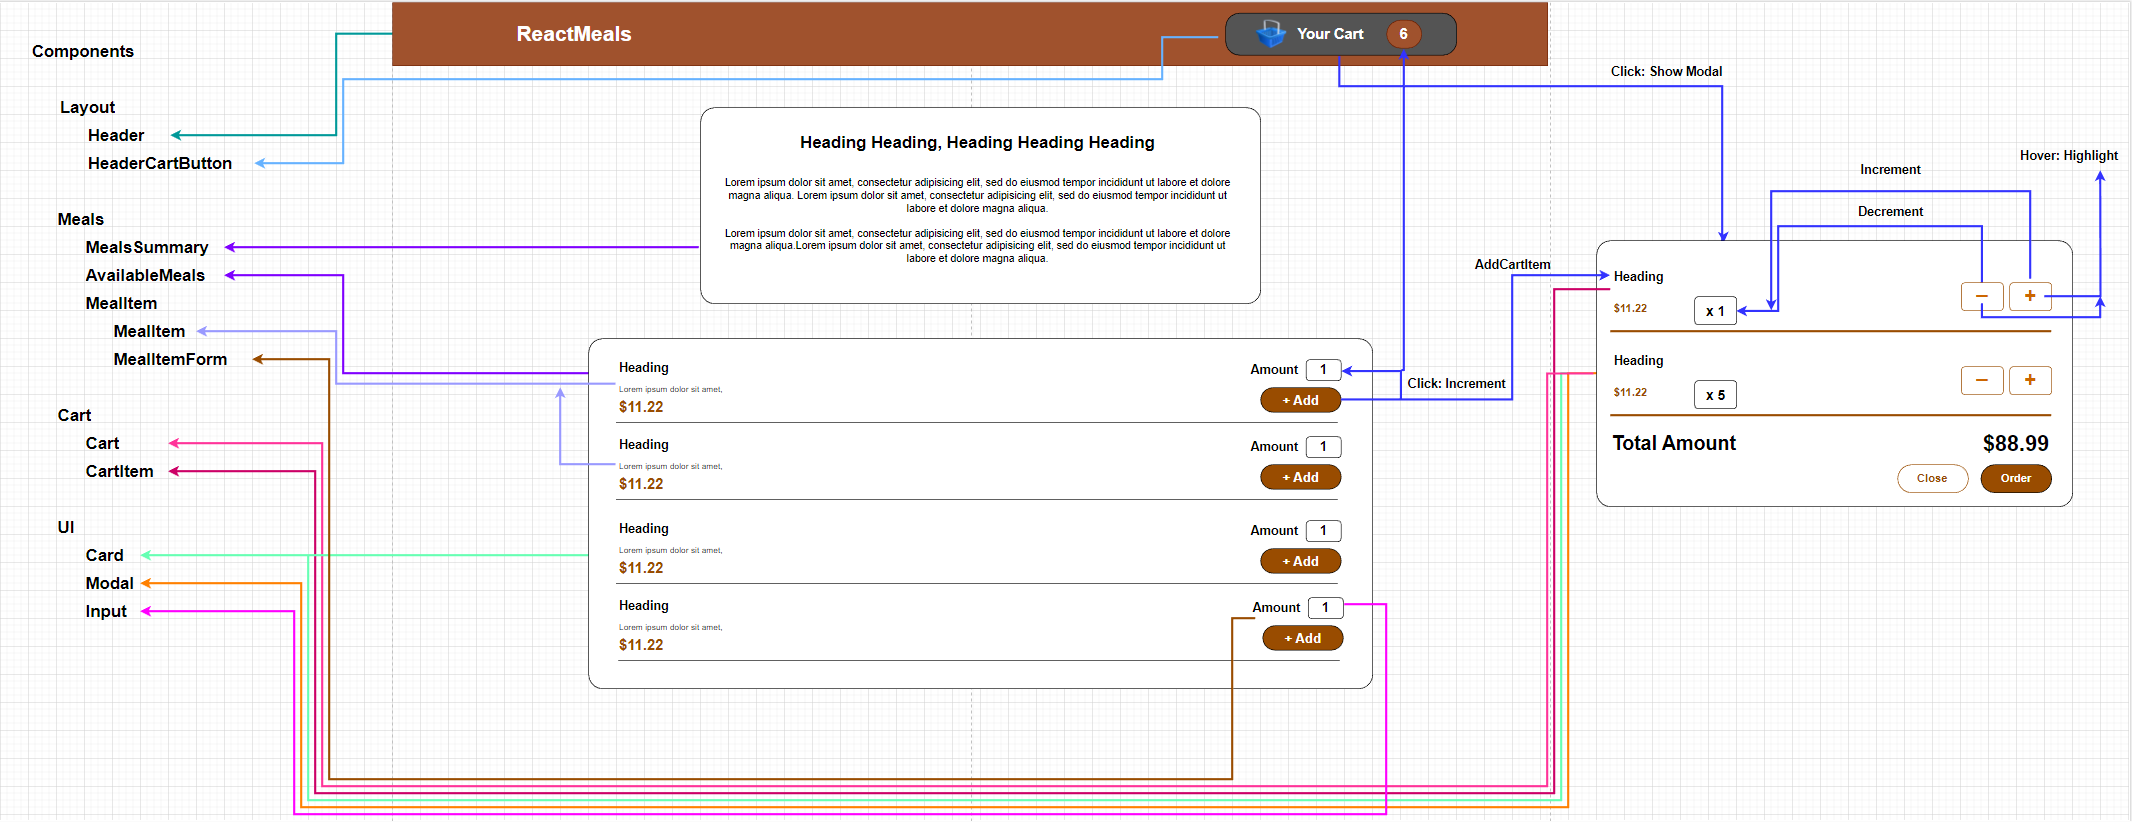 Components
Layout
Header
HeaderCartButton
Meals
MealsSummary
AvailableMeals
MealItem
MealItem
MealItemForm
Cart
Cart
CartItem
UI
Card
Modal
Input
ReactMeals
Your Cart 6
Heading Heading, Heading Heading Heading
Lorem ipsum dolor sit amet, consectetur adipisicing elit, sed do eiusmod tempor incididunt ut labore et dolore
magna aliqua. Lorem ipsum dolor sit amet, consectetur adipisicing elit, sed do eiusmod tempor incididunt ut
labore et dolore magna aliqua.
Lorem ipsum dolor sit amet, consectetur adipisicing elit, sed do eiusmod tempor incididunt ut labore et dolore
magna aliqua.Lorem ipsum dolor sit amet, consectetur adipisicing elit, sed do eiusmod tempor incididunt ut
labore et dolore magna aliqua.
Heading
Lorem ipsum dolor sit amet,
$11.22
Amount 1
+ Add
Heading
Lorem ipsum dolor sit amet,
$11.22
Amount 1
+ Add
Heading
Lorem ipsum dolor sit amet,
$11.22
Amount 1
+ Add
Heading
Lorem ipsum dolor sit amet,
$11.22
Amount 1
+ Add
Click: Show Modal
Hover: Highlight
Increment
Decrement
AddCartItem
Click: Increment
Heading
$11.22
x 1
− +
Heading
$11.22
x 5
− +
Total Amount $88.99
Close Order